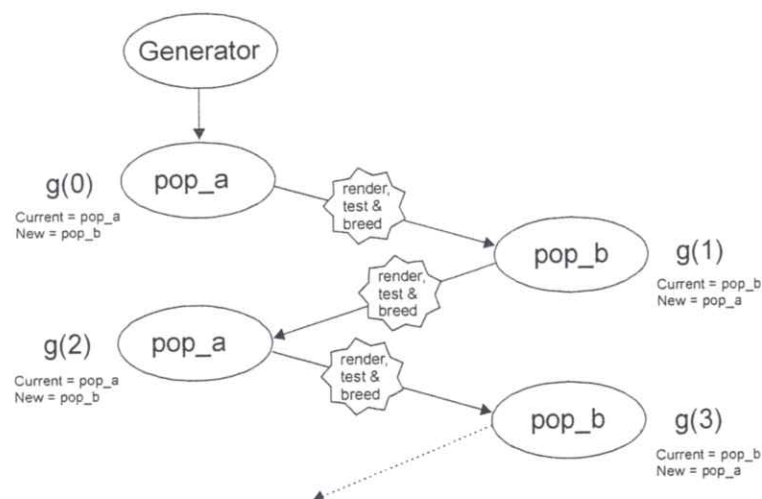 Generator
g(0)
Current = pop_a
New = pop_b
pop_a
render,
test &
breed
pop_b
g(1)
Current = pop_b
New = pop_a
render,
test &
breed
g(2)
Current = pop_a
New = pop_b
pop_a
render,
test &
breed
pop_b
g(3)
Current = pop_b
New = pop_a